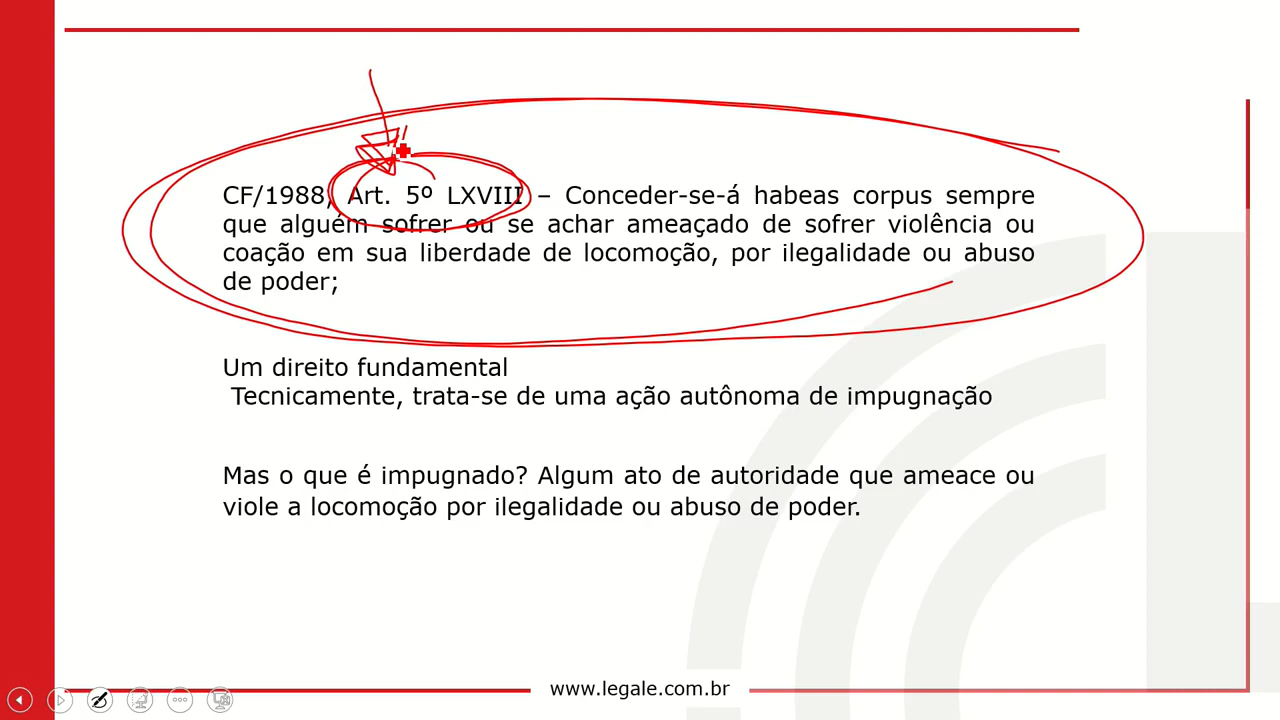 CF/1988, Art. 5º LXVIII – Conceder-se-á habeas corpus sempre
que alguém sofrer ou se achar ameaçado de sofrer violência ou
coação em sua liberdade de locomoção, por ilegalidade ou abuso
de poder;
Um direito fundamental
Tecnicamente, trata-se de uma ação autônoma de impugnação
Mas o que é impugnado? Algum ato de autoridade que ameace ou
viole a locomoção por ilegalidade ou abuso de poder.
www.legale.com.br